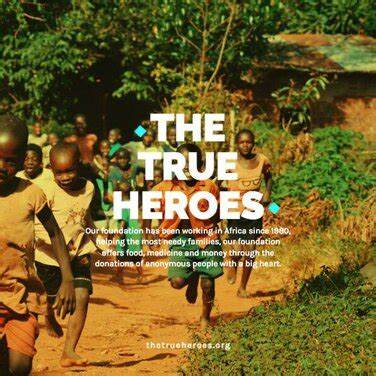 THE
TRUE
HEROES
Our foundation has been working in Africa since 1980,
helping the most needy families, our foundation
offers food, medicine and money through the
donations of anonymous people with a big heart.
thetrueheroes.org